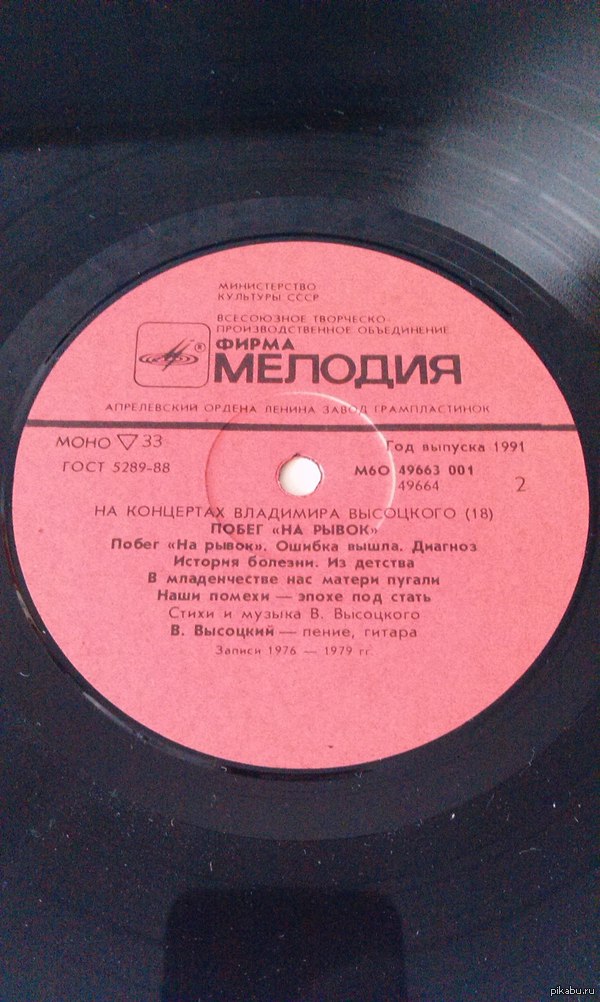 МИНИСТЕРСТВО
КУЛЬТУРЫ СССР
ВСЕСОЮЗНОЕ ТВОРЧЕСКО-
ПРОИЗВОДСТВЕННОЕ ОБЪЕДИНЕНИЕ
®
ФИРМА
МЕЛОДИЯ
АПРЕЛЕВСКИЙ ОРДЕНА ЛЕНИНА ЗАВОД ГРАМПЛАСТИНОК
МОНО ▽ 33
Год выпуска 1991
ГОСТ 5289-88
М60 49663 001
49664
2
НА КОНЦЕРТАХ ВЛАДИМИРА ВЫСОЦКОГО (18)
ПОБЕГ «НА РЫВОК»
Побег «На рывок». Ошибка вышла. Диагноз
История болезни. Из детства
В младенчестве нас матери пугали
Наши помехи — эпохе под стать
Стихи и музыка В. Высоцкого
В. Высоцкий — пение, гитара
Записи 1976 — 1979 гг.
pikabu.ru